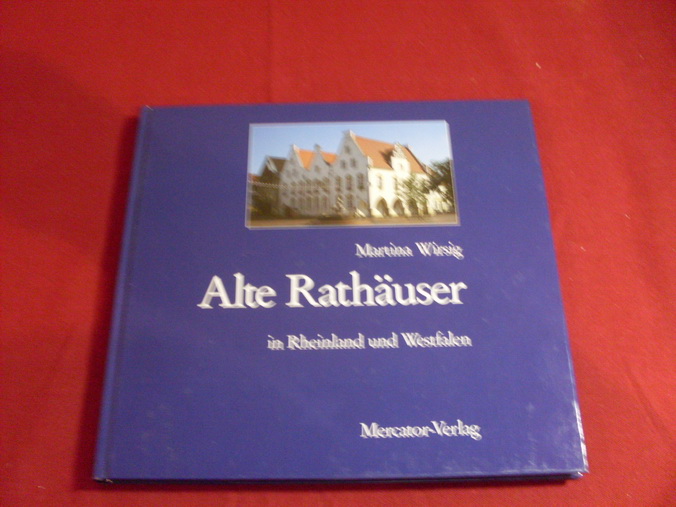 Martina Wirsig
Alte Rathäuser
in Rheinland und Westfalen
Mercator-Verlag